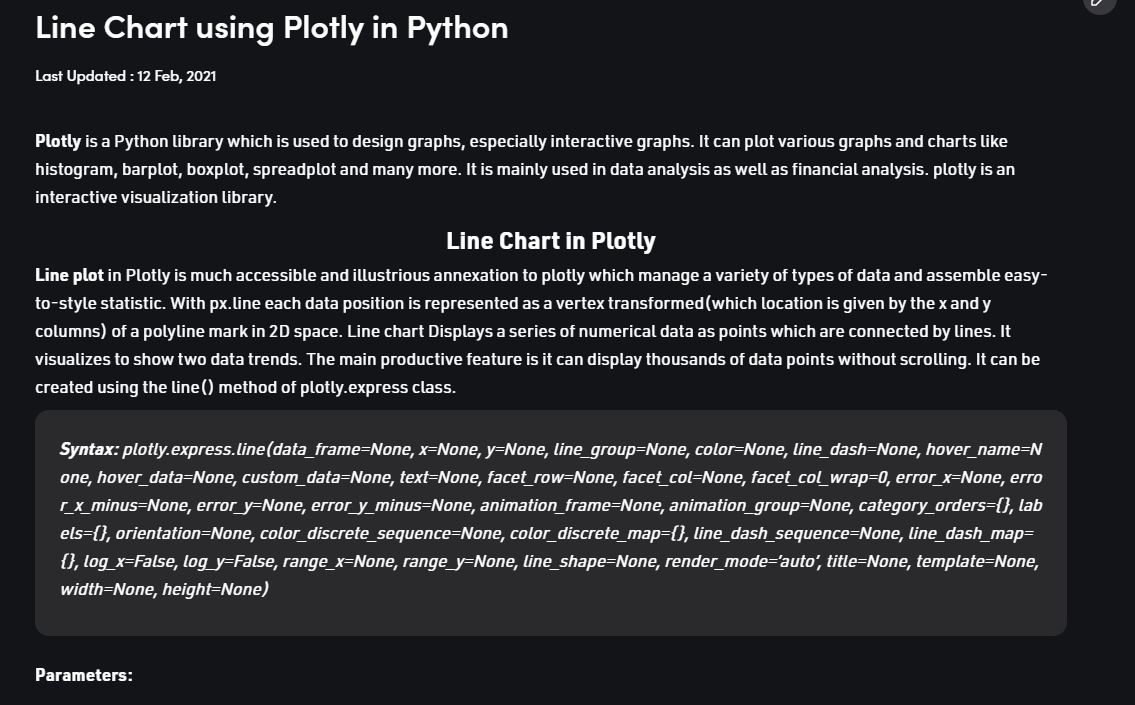 Line Chart using Plotly in Python
Last Updated : 12 Feb, 2021
Plotly is a Python library which is used to design graphs, especially interactive graphs. It can plot various graphs and charts like
histogram, barplot, boxplot, spreadplot and many more. It is mainly used in data analysis as well as financial analysis. plotly is an
interactive visualization library.
Line Chart in Plotly
Line plot in Plotly is much accessible and illustrious annexation to plotly which manage a variety of types of data and assemble easy-
to-style statistic. With px.line each data position is represented as a vertex transformed(which location is given by the x and y
columns) of a polyline mark in 2D space. Line chart Displays a series of numerical data as points which are connected by lines. It
visualizes to show two data trends. The main productive feature is it can display thousands of data points without scrolling. It can be
created using the line() method of plotly.express class.
Syntax: plotly.express.line(data_frame=None, x=None, y=None, line_group=None, color=None, line_dash=None, hover_name=N
one, hover_data=None, custom_data=None, text=None, facet_row=None, facet_col=None, facet_col_wrap=0, error_x=None, erro
r_x_minus=None, error_y=None, error_y_minus=None, animation_frame=None, animation_group=None, category_orders={}, lab
els={}, orientation=None, color_discrete_sequence=None, color_discrete_map={}, line_dash_sequence=None, line_dash_map=
{}, log_x=False, log_y=False, range_x=None, range_y=None, line_shape=None, render_mode=’auto’, title=None, template=None,
width=None, height=None)
Parameters: